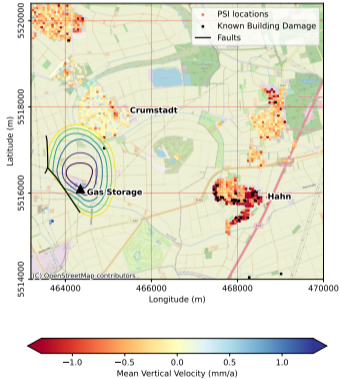 PSI locations
Known Building Damage
Faults
Crumstadt
Gas Storage
Hahn
(C) OpenStreetMap contributors
5520000
5518000
5516000
5514000
Latitude (m)
464000
466000
468000
470000
Longitude (m)
−1.0
−0.5
0.0
0.5
1.0
Mean Vertical Velocity (mm/a)